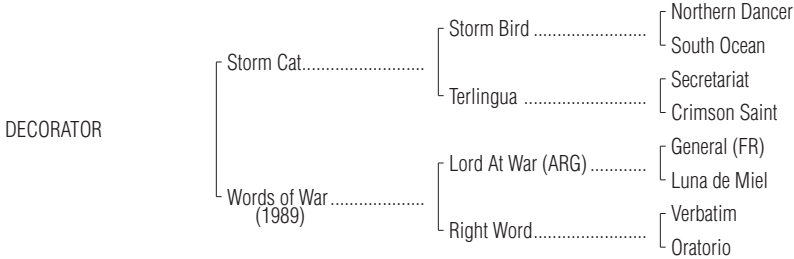 Northern Dancer
Storm Bird ........................
South Ocean
Storm Cat..........................
Secretariat
Terlingua ..........................
Crimson Saint
DECORATOR
General (FR)
Lord At War (ARG) ............
Luna de Miel
Words of War ....................
(1989)
Verbatim
Right Word........................
Oratorio